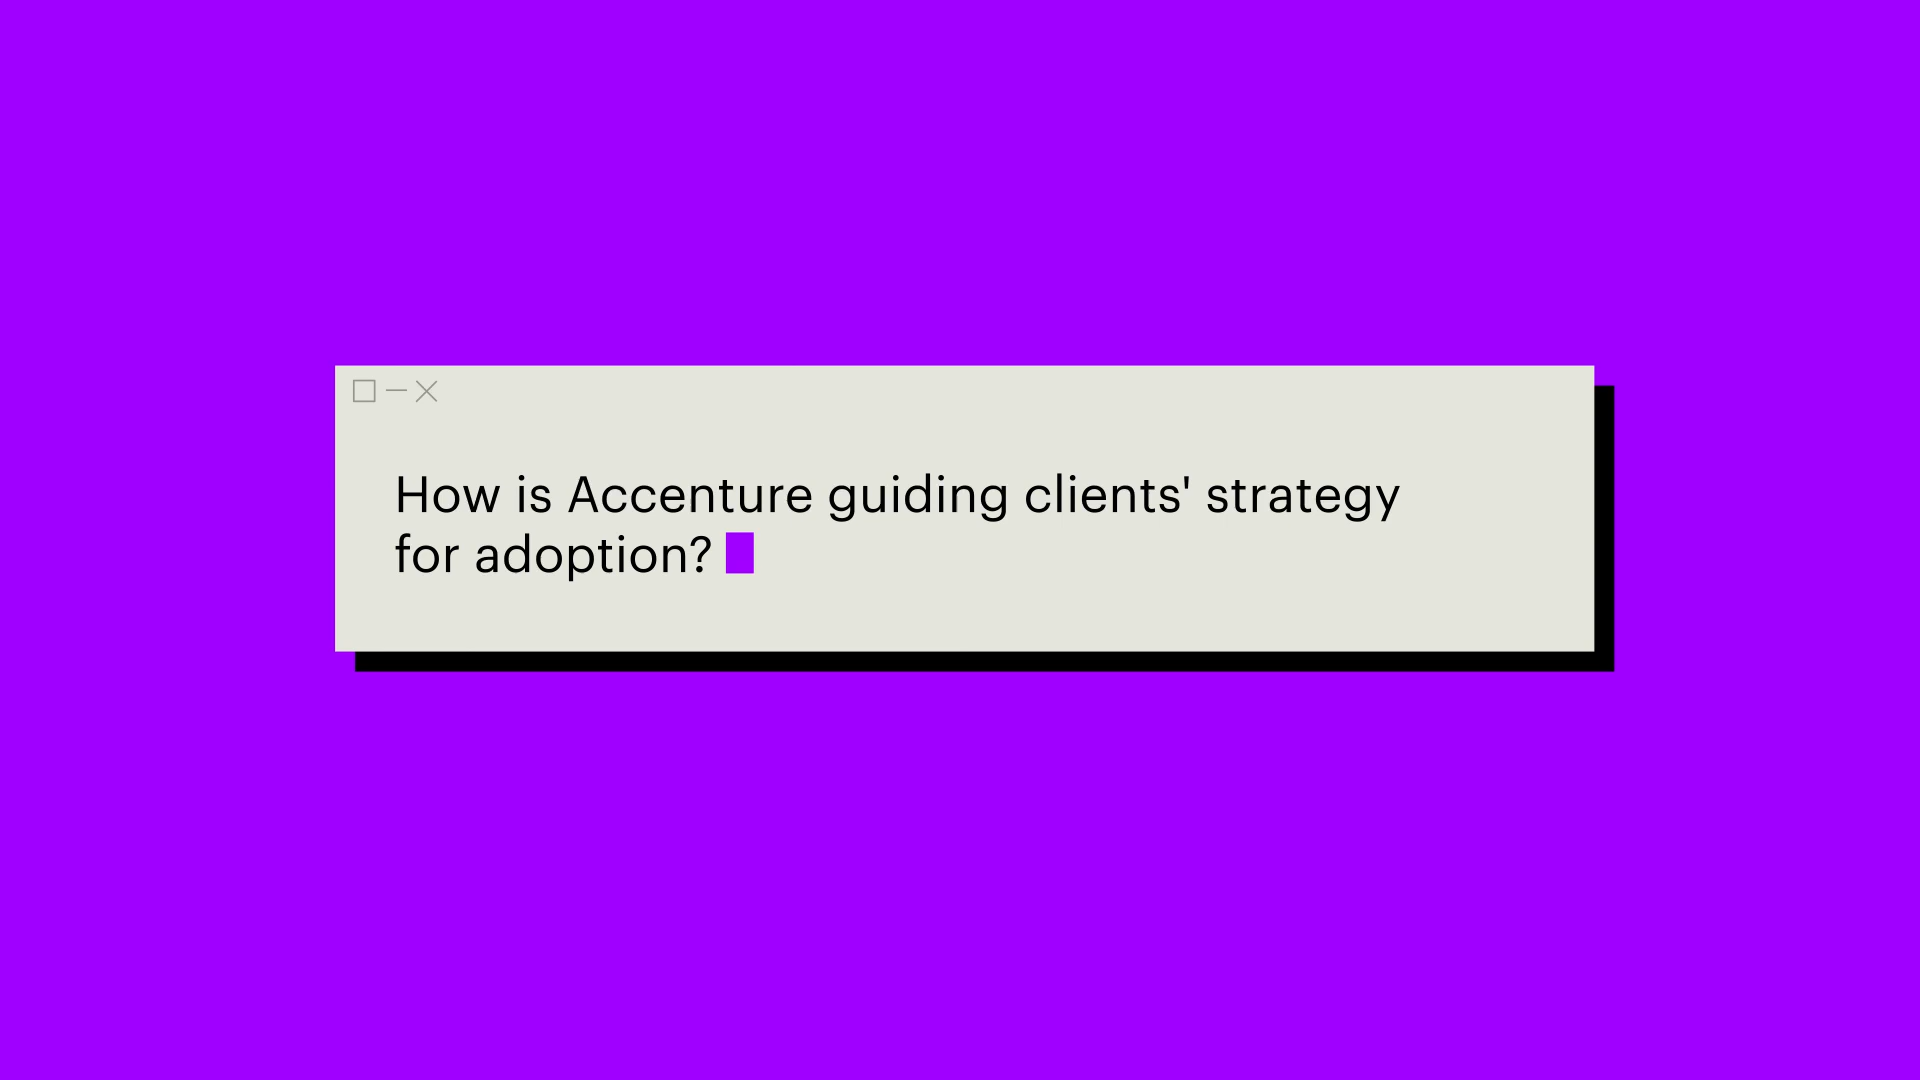 How is Accenture guiding clients' strategy
for adoption?